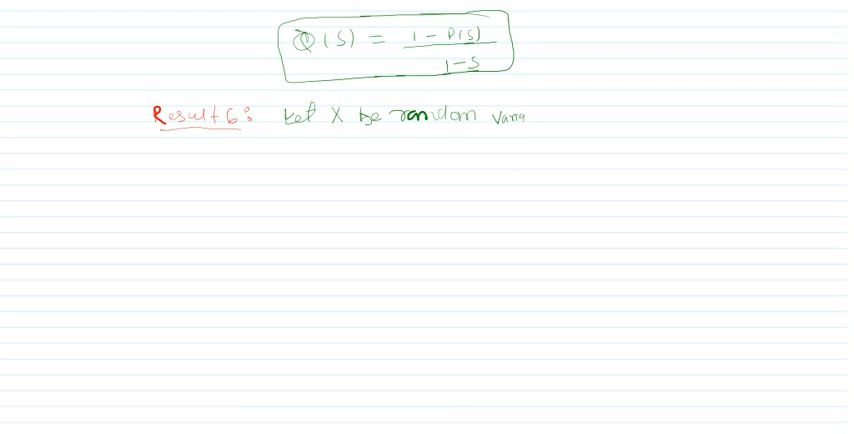 Φ(S) = 1 - P(S) / 1 - S
Result 6: Let X be random varia